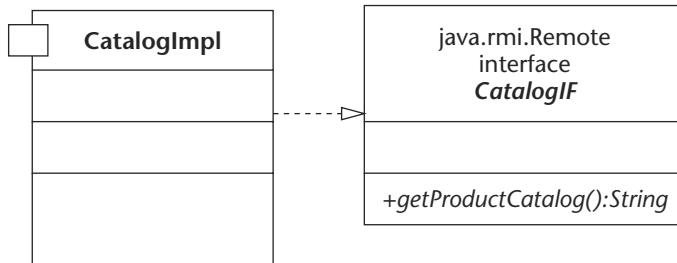 CatalogImpl
java.rmi.Remote
interface
CatalogIF
+getProductCatalog():String